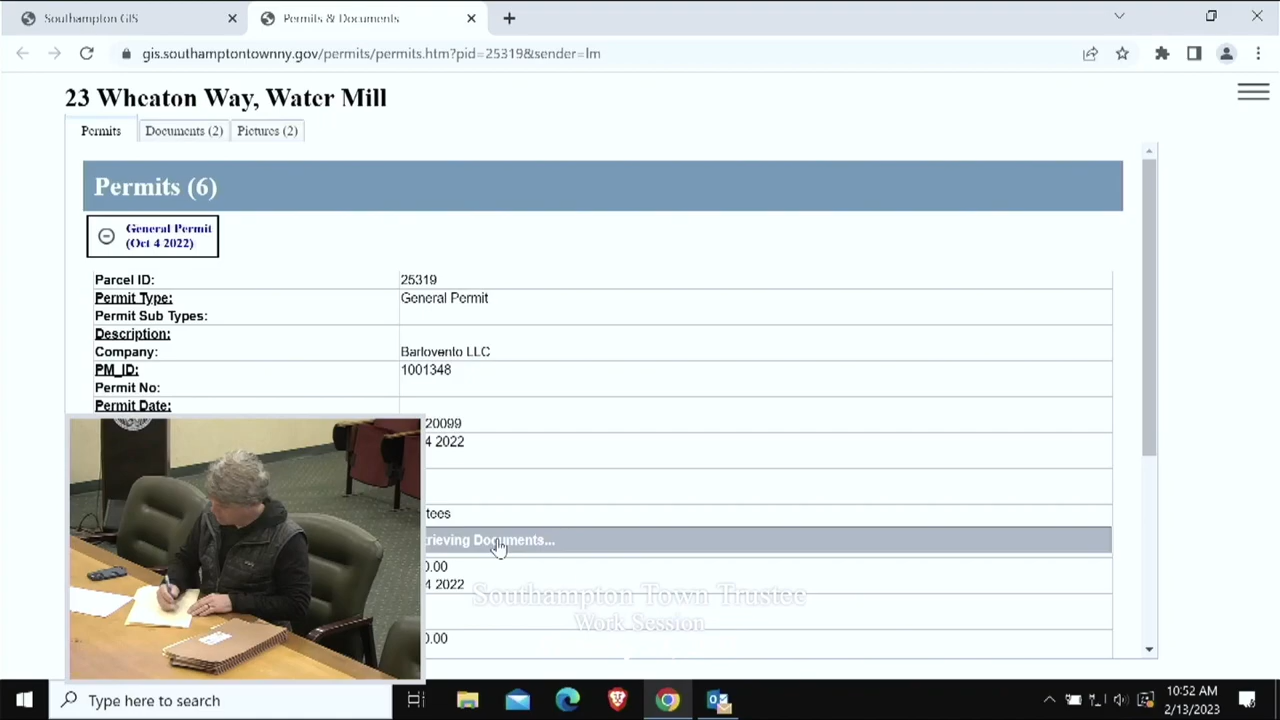 Southampton GIS
Permits & Documents
gis.southamptontownny.gov/permits/permits.htm?pid=25319&sender=lm
23 Wheaton Way, Water Mill
Permits
Documents (2)
Pictures (2)
Permits (6)
General Permit
(Oct 4 2022)
Parcel ID: 25319
Permit Type: General Permit
Permit Sub Types:
Description:
Company: Barlovento LLC
PM_ID: 1001348
Permit No:
Permit Date:
20099
4 2022
tees
trieving Documents...
0.00
4 2022
Southampton Town Trustee
Work Session
0.00
Type here to search
10:52 AM
2/13/2023